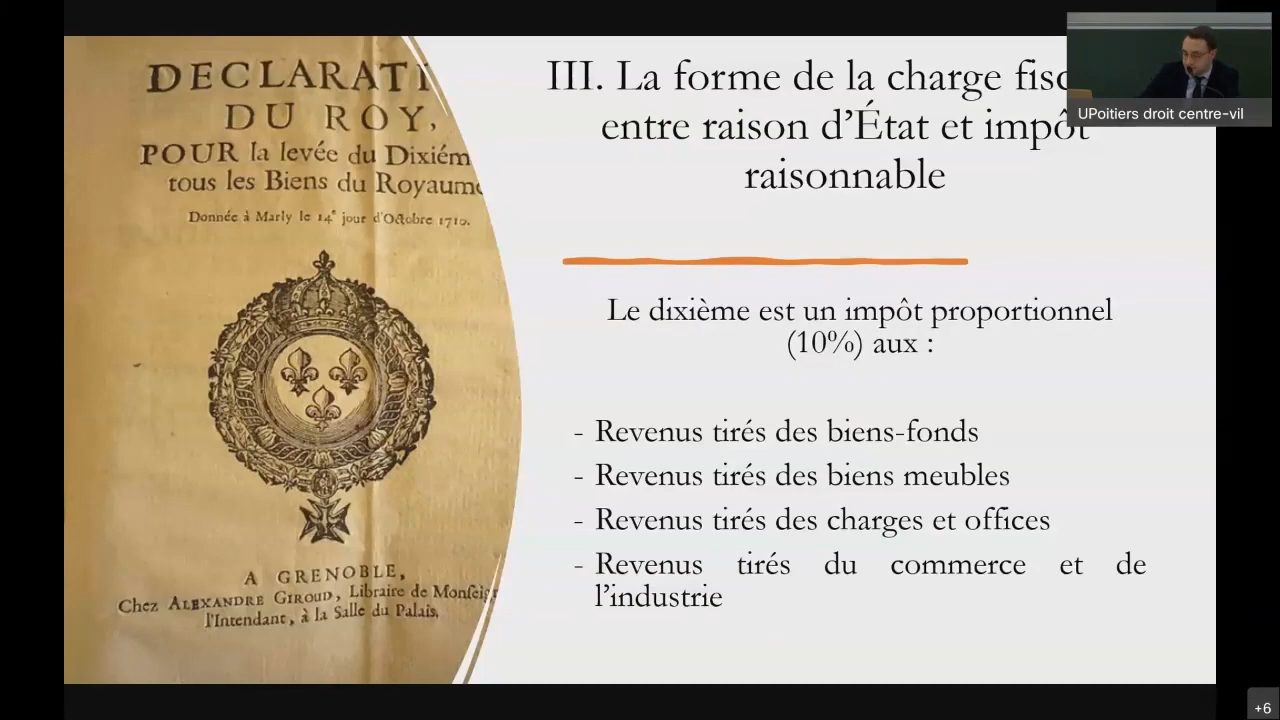 DECLARATI
DU ROY,
POUR la levée du Dixiém
tous les Biens du Royaume
Donnée à Marly le 14e jour d'Octobre 1710.
A GRENOBLE,
Chez ALEXANDRE GIROUD, Libraire de Monseig
l'Intendant, à la Salle du Palais.
III. La forme de la charge fisc
entre raison d’État et impôt
raisonnable
Le dixième est un impôt proportionnel
(10%) aux :
- Revenus tirés des biens-fonds
- Revenus tirés des biens meubles
- Revenus tirés des charges et offices
- Revenus tirés du commerce et de
l’industrie
UPoitiers droit centre-vil
+6